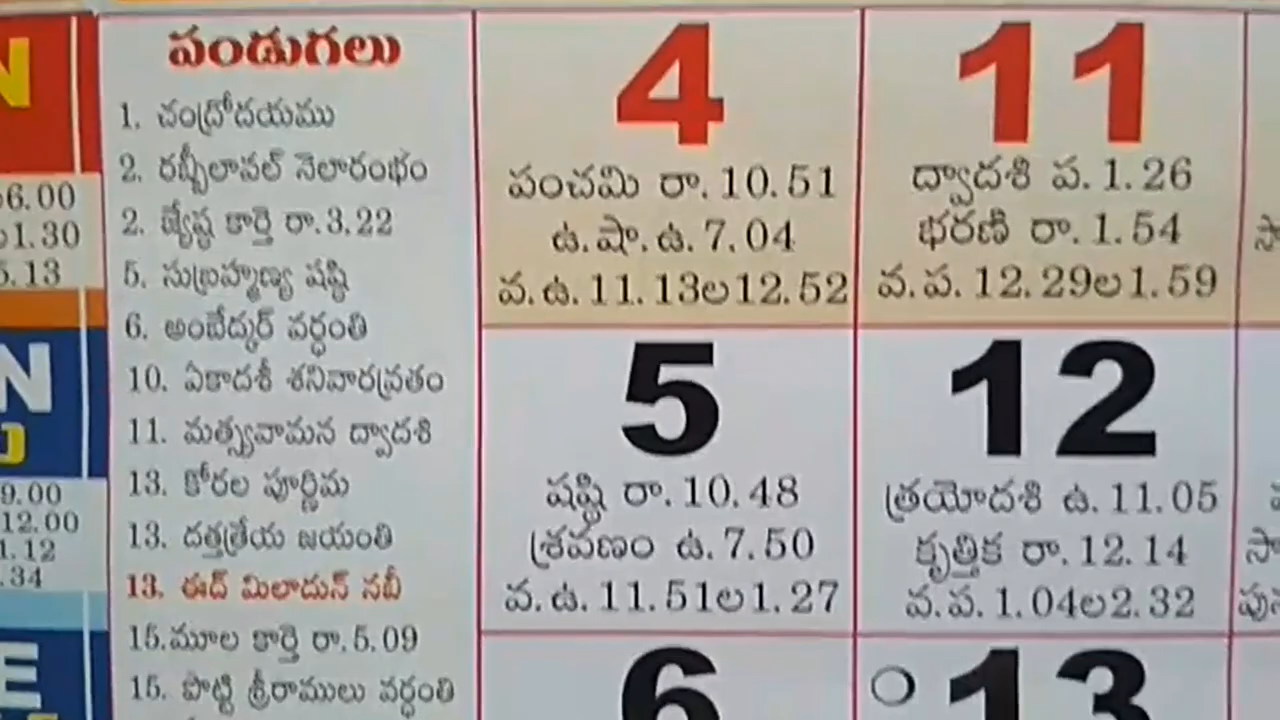 N
6.00
1.30
5.13
N
9.00
12.00
1.12
.34
E
పండుగలు
1. చంద్రోదయము
2. రబ్బీలావల్ నెలారంభం
2. జ్యేష్ఠ కార్తె రా.3.22
5. సుబ్రహ్మణ్య షష్ఠి
6. అంబేద్కర్ వర్ధంతి
10. ఏకాదశీ శనివారవ్రతం
11. మత్స్యవామన ద్వాదశి
13. కోరల పూర్ణిమ
13. దత్తత్రేయ జయంతి
13. ఈద్ మిలాదున్ నబీ
15.మూల కార్తె రా.5.09
15. పొట్టి శ్రీరాములు వర్ధంతి
4
పంచమి రా. 10.51
ఉ.షా.ఉ. 7.04
వ.ఉ. 11.13ల12.52
5
షష్ఠి రా. 10.48
శ్రవణం ఉ. 7.50
వ.ఉ. 11.51ల1.27
6
11
ద్వాదశి ప. 1.26
భరణి రా. 1.54
వ.ప. 12.29ల1.59
12
త్రయోదశి ఉ. 11.05
కృత్తిక రా. 12.14
వ.ప. 1.04ల2.32
13